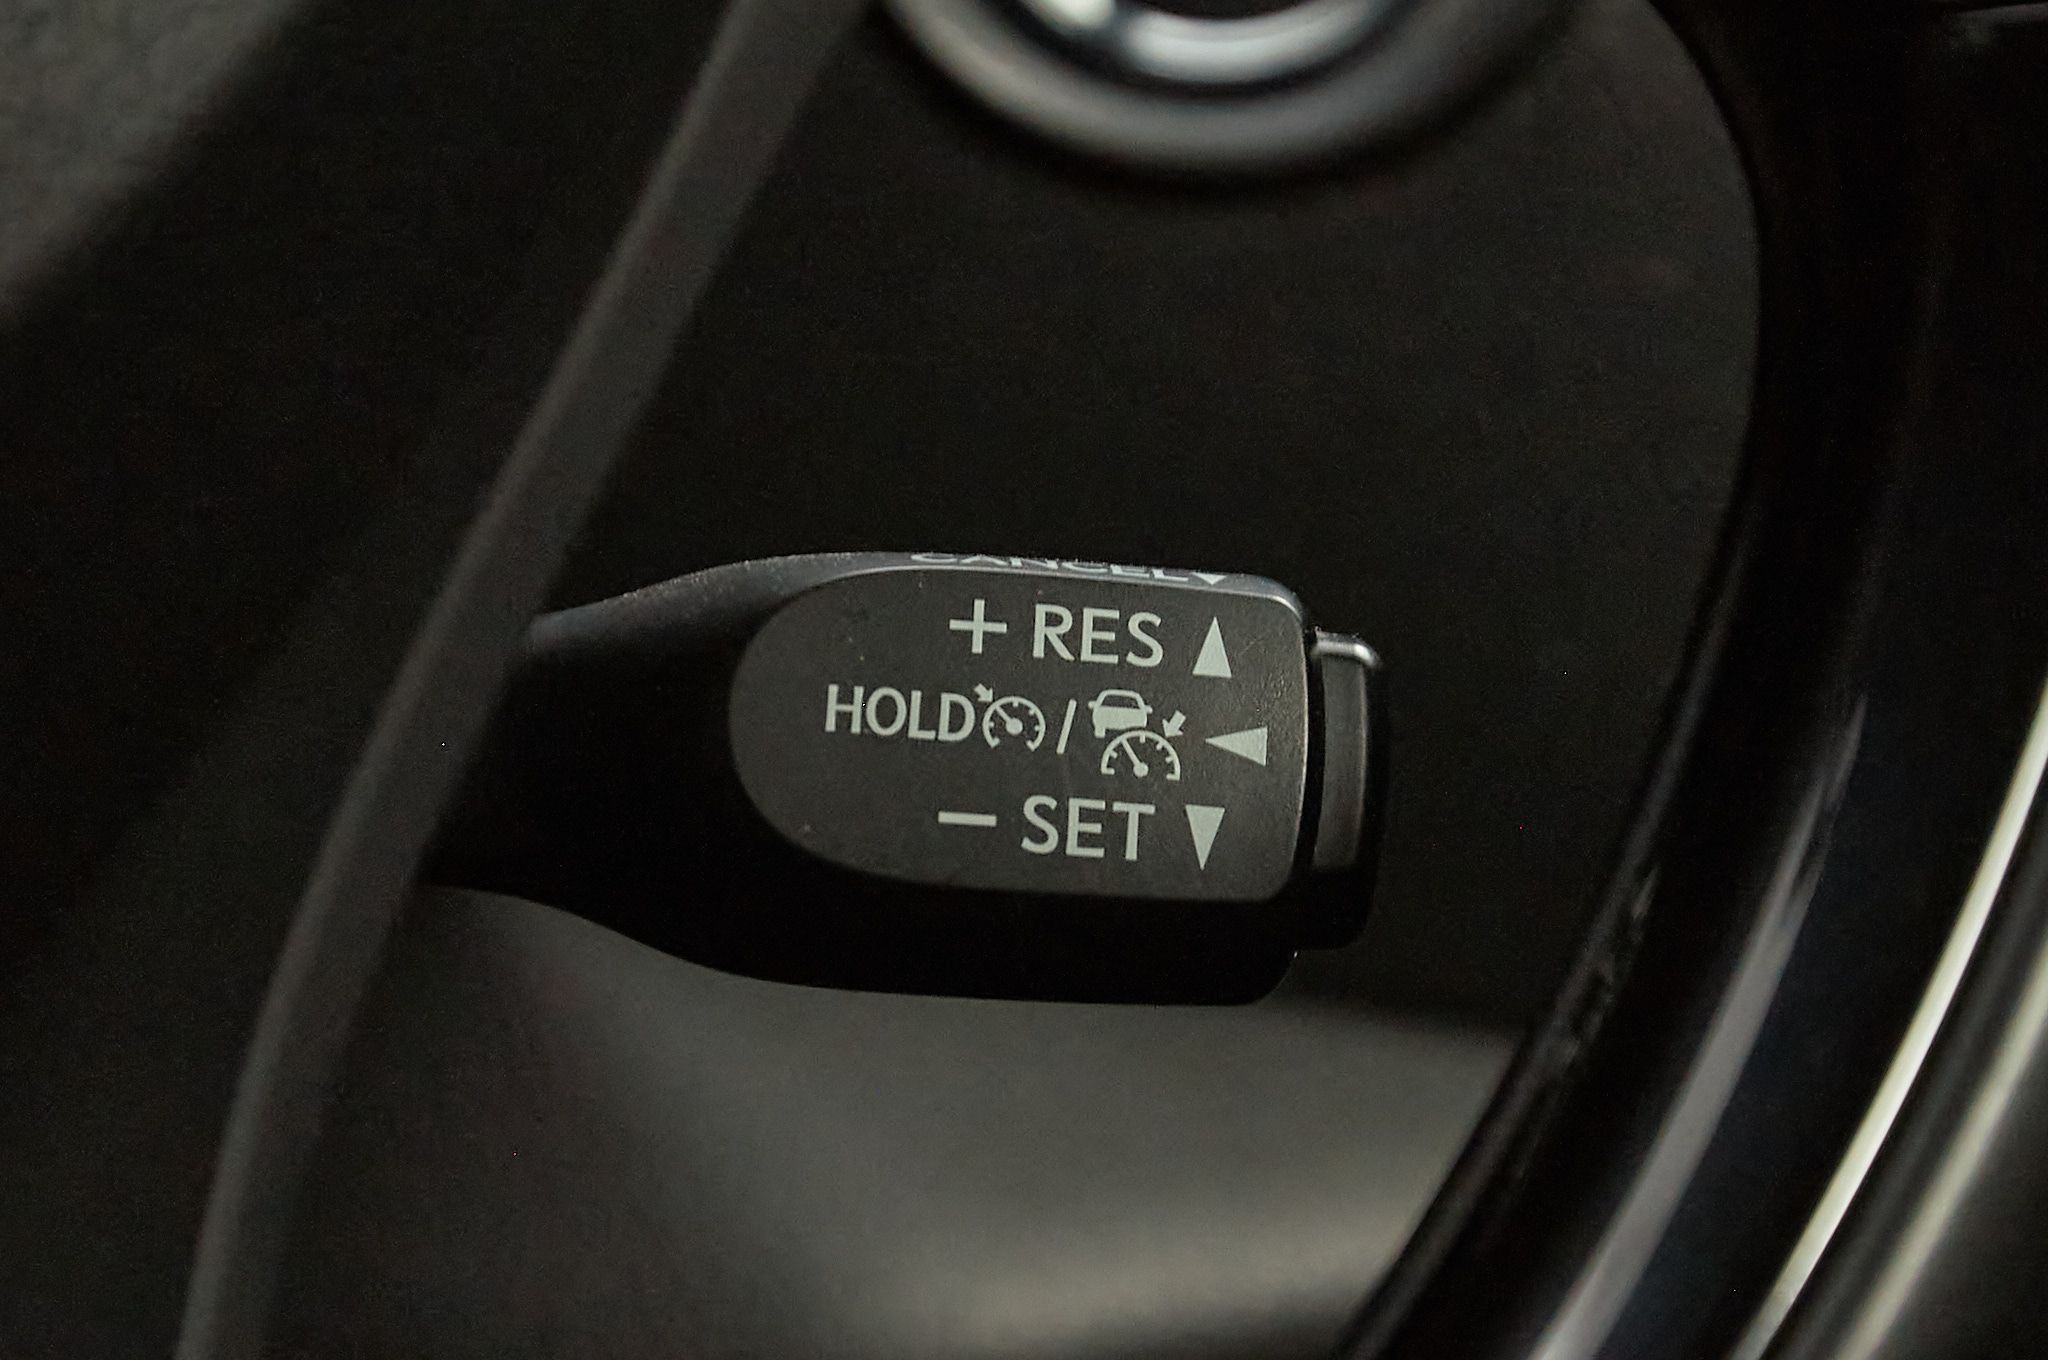 CANCEL
+ RES
HOLD /
− SET